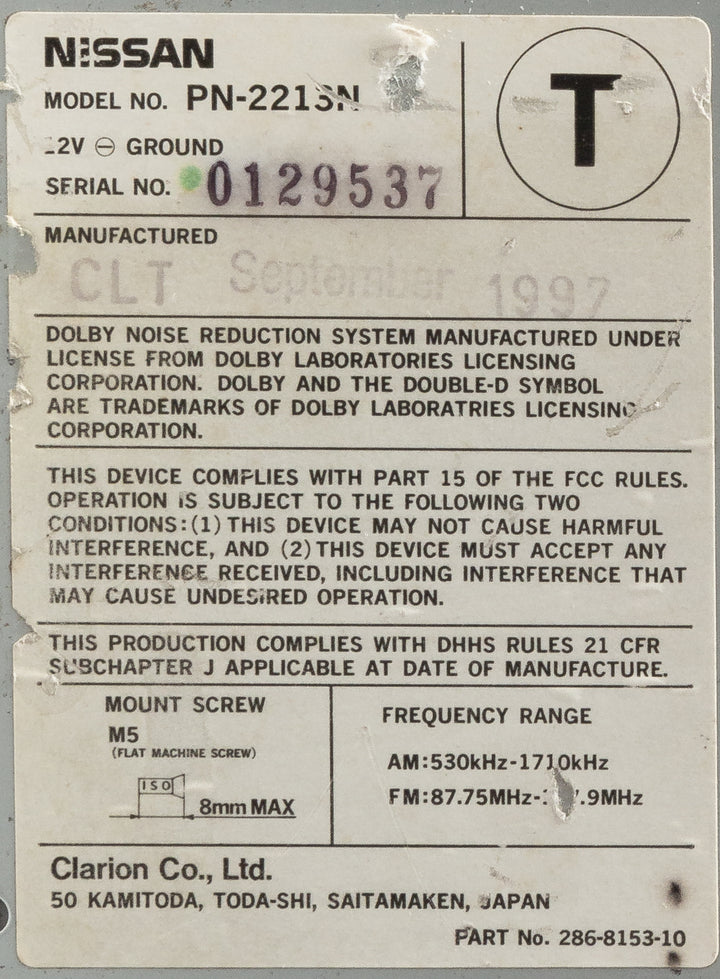 NISSAN
MODEL NO. PN-2213N
T
12V ⊖ GROUND
SERIAL NO. 0129537
MANUFACTURED
CLT September 1997
DOLBY NOISE REDUCTION SYSTEM MANUFACTURED UNDER
LICENSE FROM DOLBY LABORATORIES LICENSING
CORPORATION. DOLBY AND THE DOUBLE-D SYMBOL
ARE TRADEMARKS OF DOLBY LABORATRIES LICENSING
CORPORATION.
THIS DEVICE COMPLIES WITH PART 15 OF THE FCC RULES.
OPERATION IS SUBJECT TO THE FOLLOWING TWO
CONDITIONS:(1) THIS DEVICE MAY NOT CAUSE HARMFUL
INTERFERENCE, AND (2) THIS DEVICE MUST ACCEPT ANY
INTERFERENCE RECEIVED, INCLUDING INTERFERENCE THAT
MAY CAUSE UNDESIRED OPERATION.
THIS PRODUCTION COMPLIES WITH DHHS RULES 21 CFR
SUBCHAPTER J APPLICABLE AT DATE OF MANUFACTURE.
MOUNT SCREW
M5
(FLAT MACHINE SCREW)
ISO
8mm MAX
FREQUENCY RANGE
AM:530kHz-1710kHz
FM:87.75MHz-107.9MHz
Clarion Co., Ltd.
50 KAMITODA, TODA-SHI, SAITAMAKEN, JAPAN
PART No. 286-8153-10